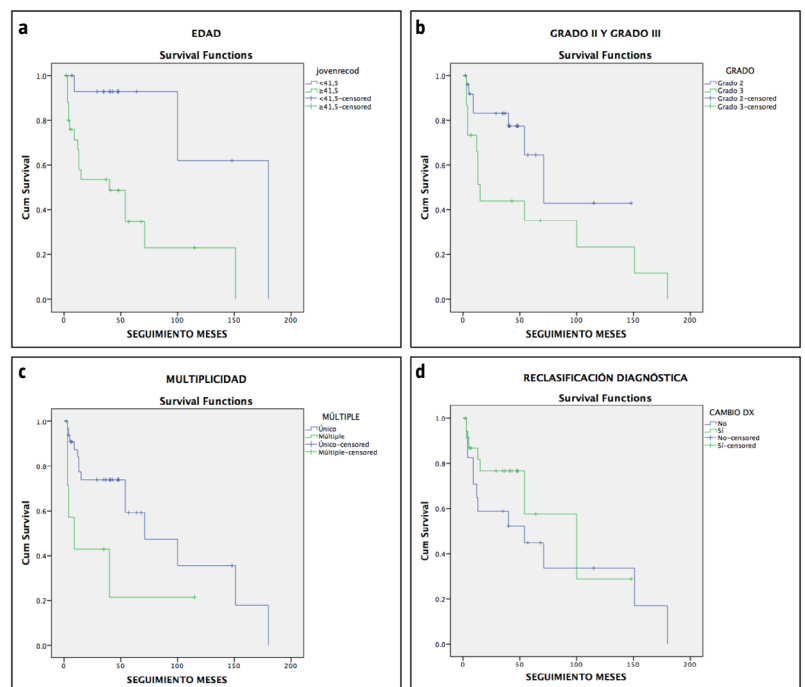 a
EDAD
Survival Functions
jovenrecod
<41,5
≥41,5
<41,5-censored
≥41,5-censored
Cum Survival
1.0
0.8
0.6
0.4
0.2
0.0
0
50
100
150
200
SEGUIMIENTO MESES
b
GRADO II Y GRADO III
Survival Functions
GRADO
Grado 2
Grado 3
Grado 2-censored
Grado 3-censored
Cum Survival
1.0
0.8
0.6
0.4
0.2
0.0
0
50
100
150
200
SEGUIMIENTO MESES
c
MULTIPLICIDAD
Survival Functions
MÚLTIPLE
Único
Múltiple
Único-censored
Múltiple-censored
Cum Survival
1.0
0.8
0.6
0.4
0.2
0.0
0
50
100
150
200
SEGUIMIENTO MESES
d
RECLASIFICACIÓN DIAGNÓSTICA
Survival Functions
CAMBIO DX
No
Sí
No-censored
Sí-censored
Cum Survival
1.0
0.8
0.6
0.4
0.2
0.0
0
50
100
150
200
SEGUIMIENTO MESES